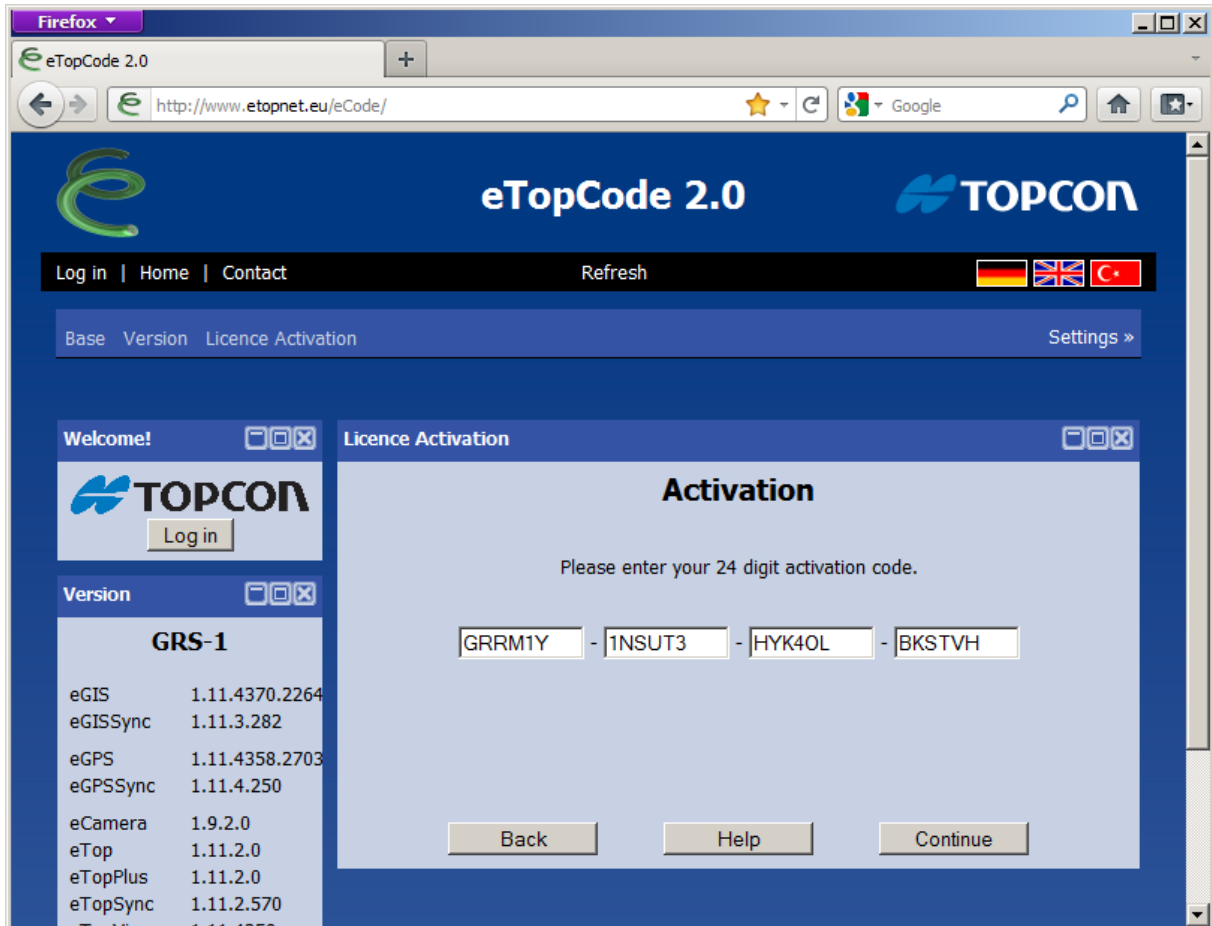 Firefox
eTopCode 2.0
http://www.etopnet.eu/eCode/
Google
eTopCode 2.0
TOPCON
Log in | Home | Contact
Refresh
Base Version Licence Activation
Settings »
Welcome!
TOPCON
Log in
Version
GRS-1
eGIS 1.11.4370.2264
eGISSync 1.11.3.282
eGPS 1.11.4358.2703
eGPSSync 1.11.4.250
eCamera 1.9.2.0
eTop 1.11.2.0
eTopPlus 1.11.2.0
eTopSync 1.11.2.570
Licence Activation
Activation
Please enter your 24 digit activation code.
GRRM1Y - 1NSUT3 - HYK4OL - BKSTVH
Back Help Continue